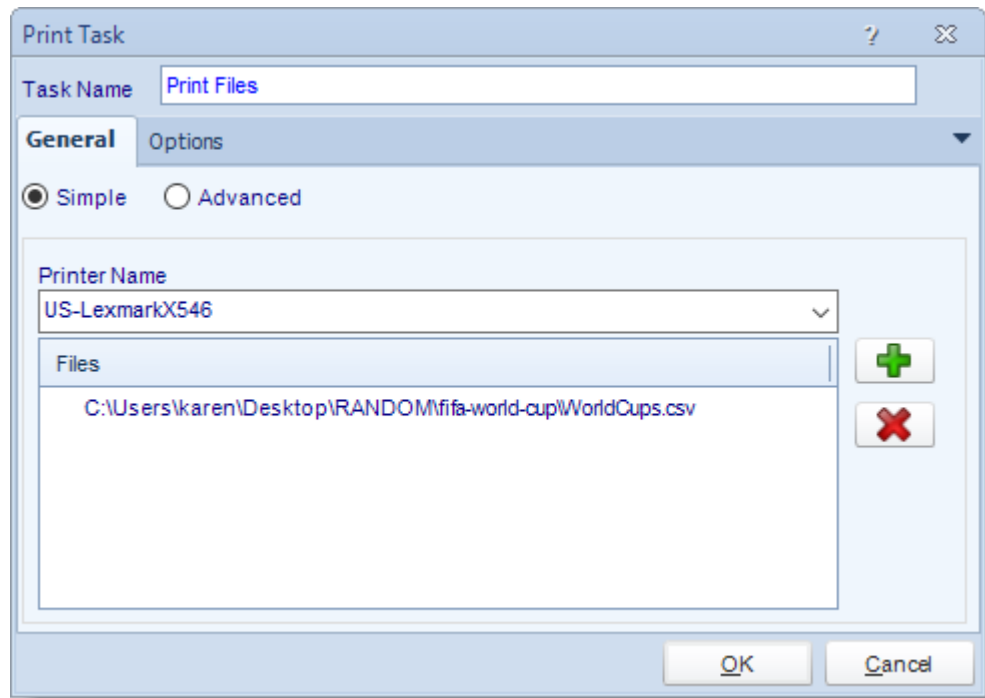 Print Task ?
Task Name Print Files
General Options
Simple Advanced
Printer Name
US-LexmarkX546
Files
C:\Users\karen\Desktop\RANDOM\fifa-world-cup\WorldCups.csv
OK Cancel